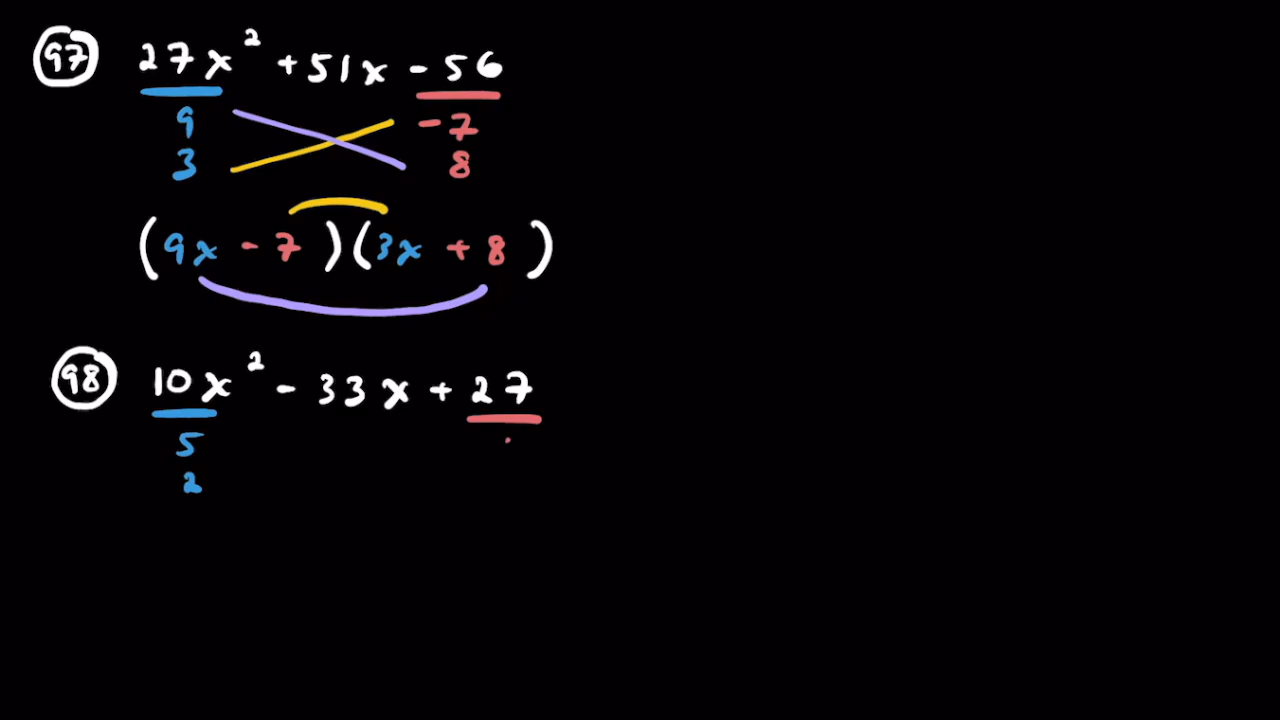 97 27x² + 51x - 56
9 -7
3 8
(9x - 7)(3x + 8)
98 10x² - 33x + 27
5
2